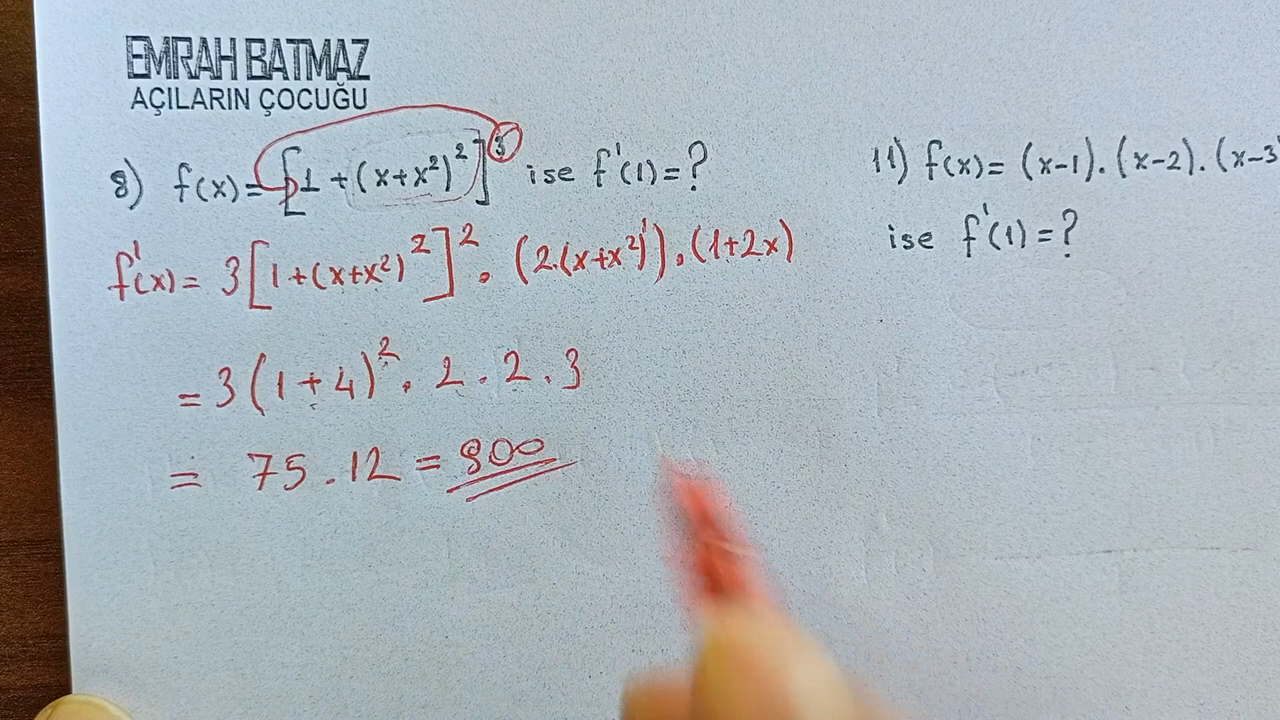 EMRAH BATMAZ
AÇILARIN ÇOCUĞU
8) f(x) = [1 + (x+x²)²]³ ise f'(1) = ?
f'(x) = 3[1+(x+x²)²]². (2.(x+x²)').(1+2x)
= 3(1+4)². 2 . 2 . 3
= 75 . 12 = 900
11) f(x) = (x-1).(x-2).(x-3
ise f'(1) = ?